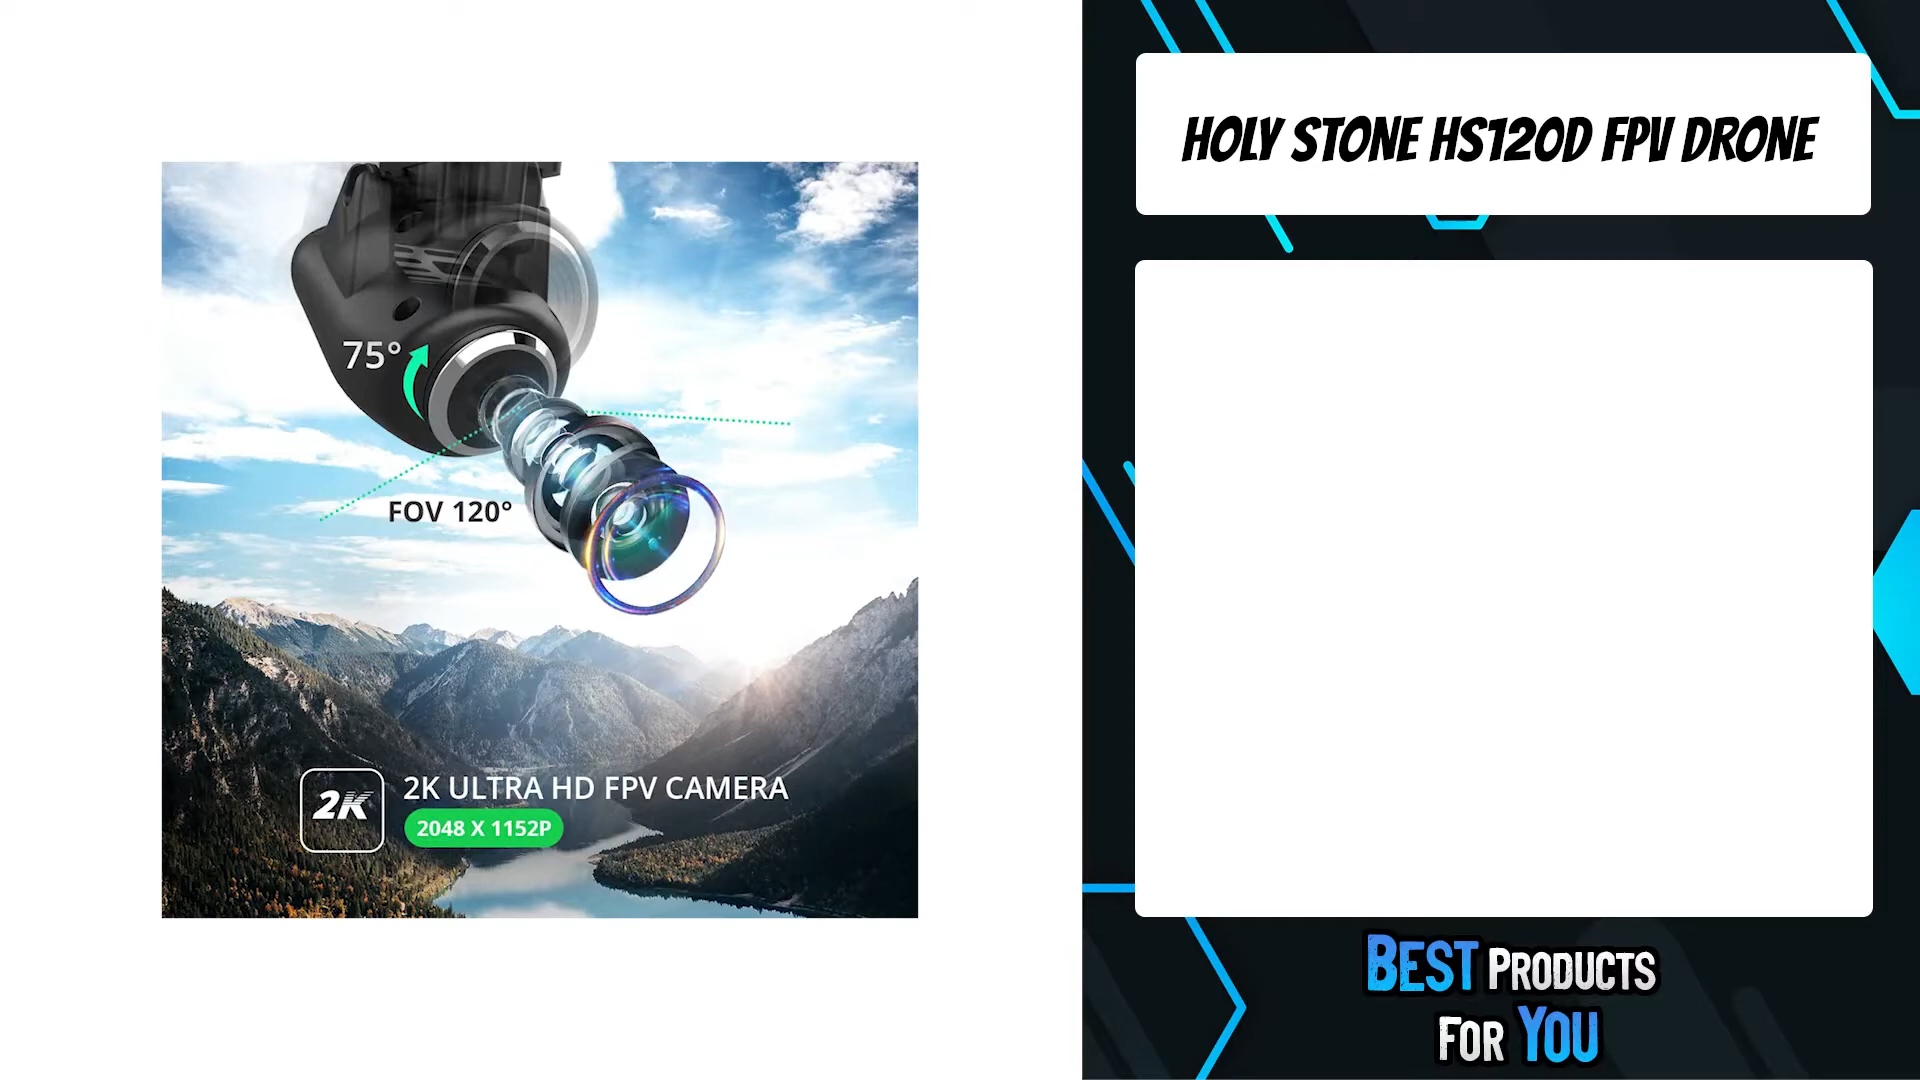 75°
FOV 120°
2K
2K ULTRA HD FPV CAMERA
2048 X 1152P
HOLY STONE HS120D FPV DRONE
BEST PRODUCTS
FOR YOU